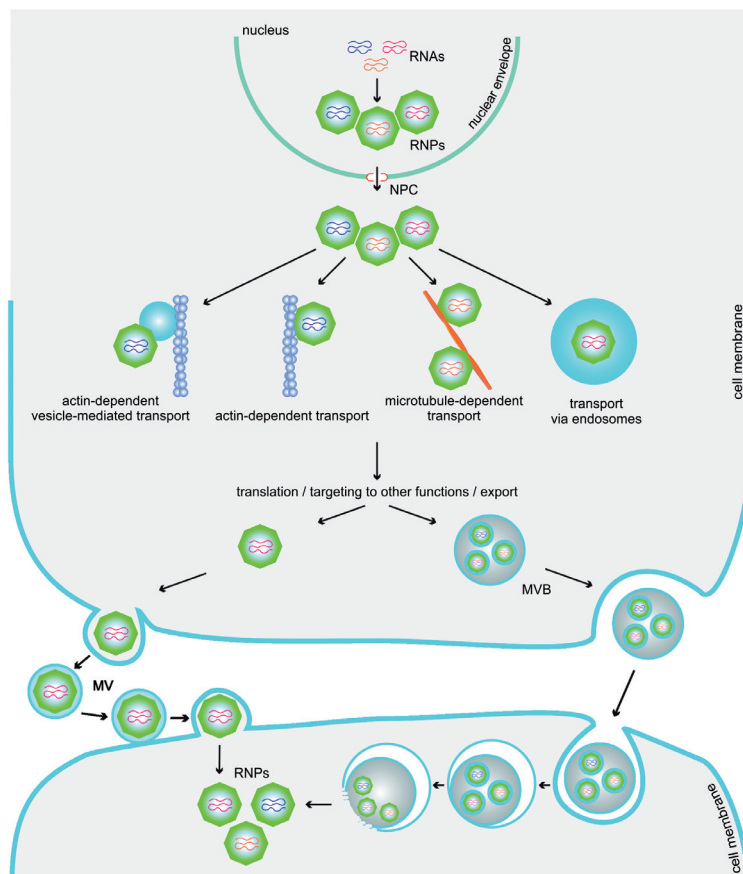 nucleus
RNAs
nuclear envelope
RNPs
NPC
cell membrane
actin-dependent
vesicle-mediated transport
actin-dependent transport
microtubule-dependent
transport
transport
via endosomes
translation / targeting to other functions / export
MVB
MV
RNPs
cell membrane